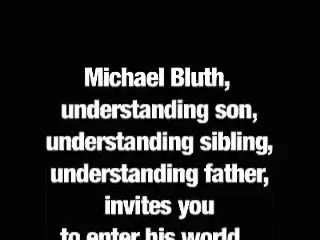 Michael Bluth,
understanding son,
understanding sibling,
understanding father,
invites you
to enter his world